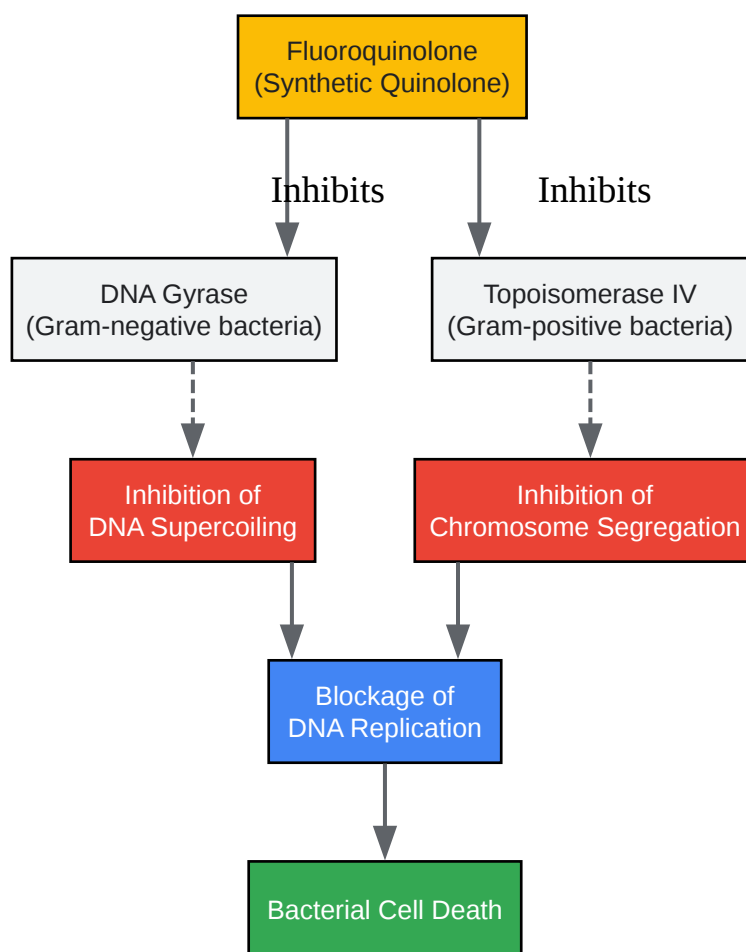 Fluoroquinolone
(Synthetic Quinolone)
Inhibits
Inhibits
DNA Gyrase
(Gram-negative bacteria)
Topoisomerase IV
(Gram-positive bacteria)
Inhibition of
DNA Supercoiling
Inhibition of
Chromosome Segregation
Blockage of
DNA Replication
Bacterial Cell Death